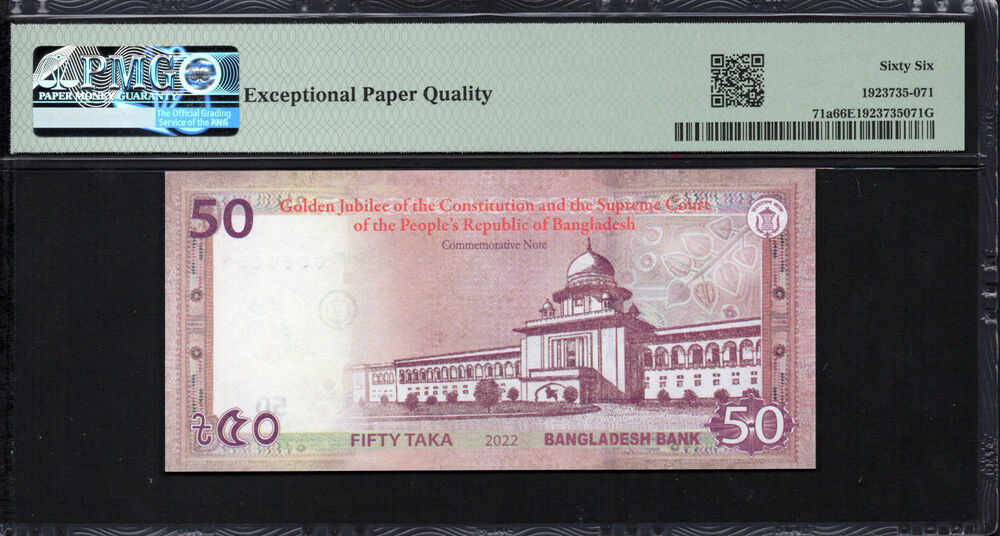 PMG
PAPER MONEY GUARANTY
The Official Grading
Service of the ANA
Exceptional Paper Quality
Sixty Six
1923735-071
71a66E1923735071G
50
Golden Jubilee of the Constitution and the Supreme Court
of the People's Republic of Bangladesh
Commemorative Note
৳৫০
FIFTY TAKA 2022 BANGLADESH BANK
50